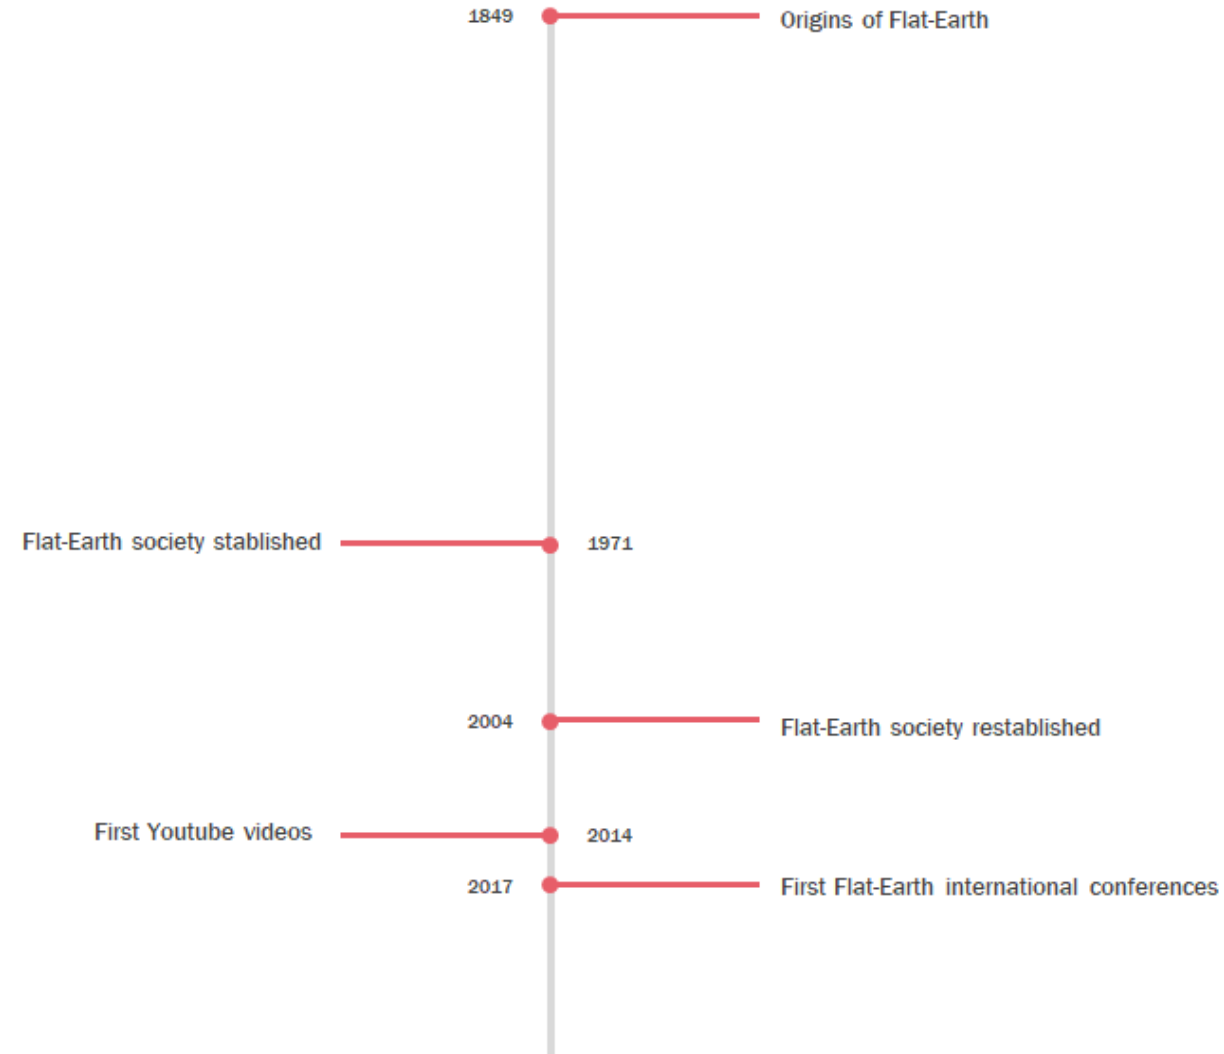 1849 Origins of Flat-Earth
Flat-Earth society stablished 1971
2004 Flat-Earth society restablished
First Youtube videos 2014
2017 First Flat-Earth international conferences